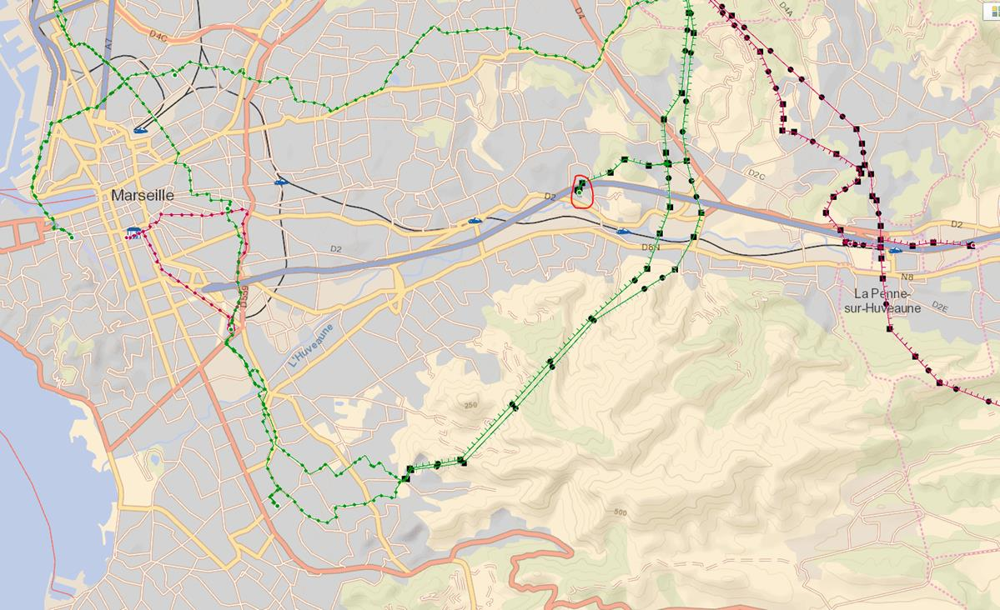 D4C
A7
D4
D4A
Marseille
D2
D2C
D2
D2
D8N
N8
La Penne-
sur-Huveaune
D2E
D559
L'Huveaune
250
500